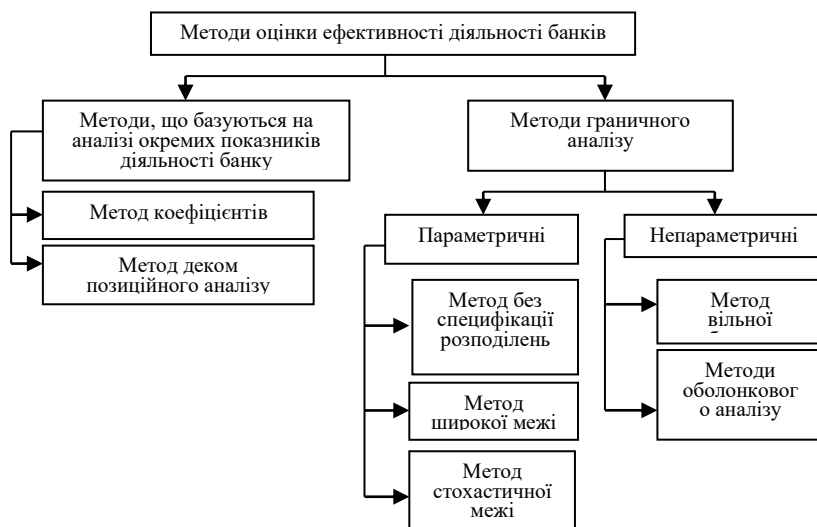 Методи оцінки ефективності діяльності банків
Методи, що базуються на
аналізі окремих показників
діяльності банку
Метод коефіцієнтів
Метод деком
позиційного аналізу
Методи граничного
аналізу
Параметричні
Метод без
специфікації
розподілень
Метод
широкої межі
Метод
стохастичної
межі
Непараметричні
Метод
вільної
Методи
оболонковог
о аналізу